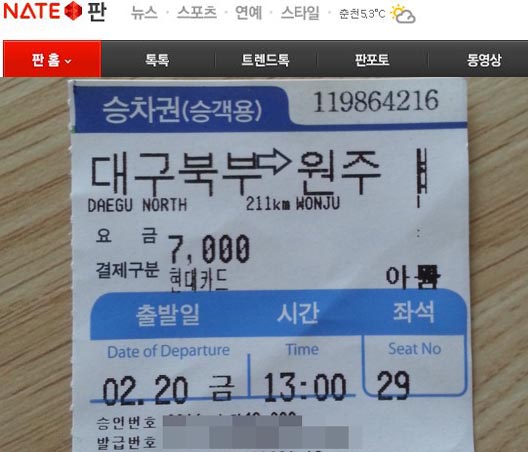 NATE 판 뉴스 · 스포츠 · 연예 · 스타일 춘천 5.3℃
판 홈 톡톡 트렌드톡 판포토 동영상
승차권(승객용) 119864216
대구북부⇨원주
DAEGU NORTH 211km WONJU
요 금 7,000 :
결제구분 현대카드 아
출발일 시간 좌석
Date of Departure Time Seat No
02.20 금 13:00 29
승인번호
발급번호